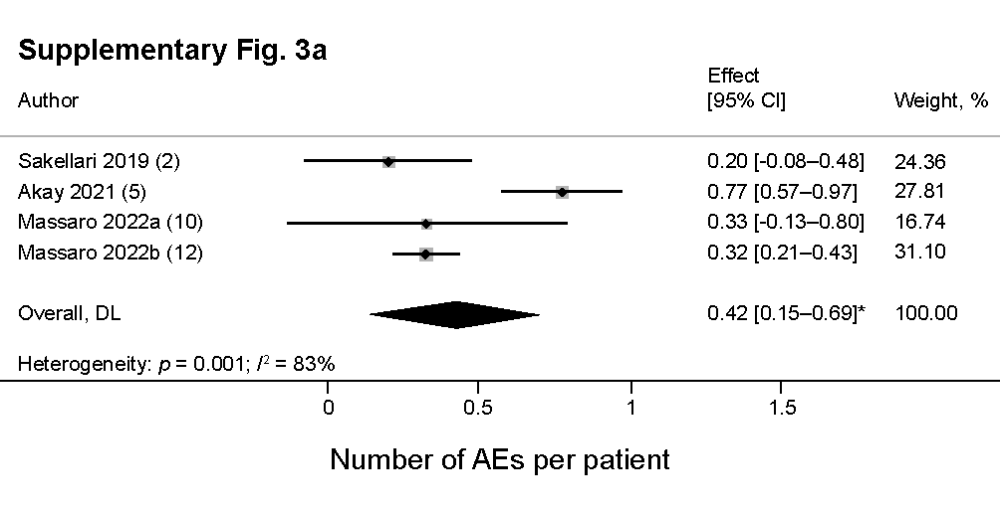 Supplementary Fig. 3a
Effect
Author [95% CI] Weight, %
Sakellari 2019 (2) 0.20 [-0.08–0.48] 24.36
Akay 2021 (5) 0.77 [0.57–0.97] 27.81
Massaro 2022a (10) 0.33 [-0.13–0.80] 16.74
Massaro 2022b (12) 0.32 [0.21–0.43] 31.10
Overall, DL 0.42 [0.15–0.69]* 100.00
Heterogeneity: p = 0.001; I² = 83%
0 0.5 1 1.5
Number of AEs per patient